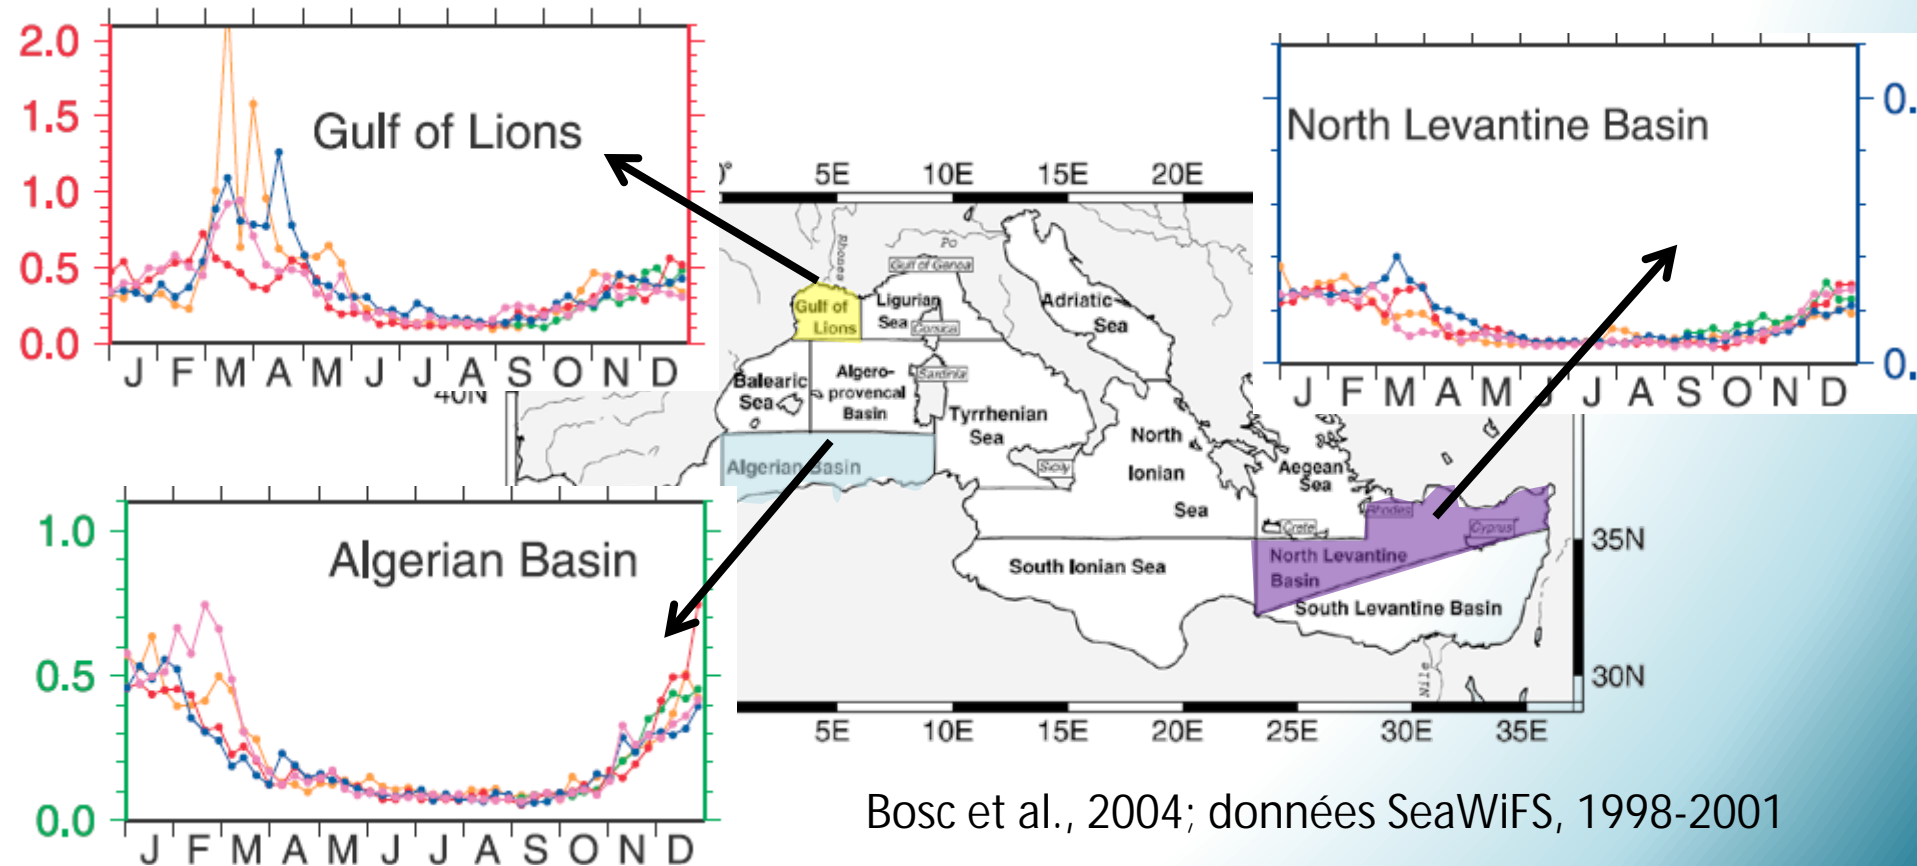 2.0
1.5
1.0
0.5
0.0
Gulf of Lions
J F M A M J J A S O N D
North Levantine Basin
0.
0.
J F M A M J J A S O N D
5E 10E 15E 20E
Rhone
Po
Gulf of Genoa
Gulf of
Lions
Ligurian
Sea
Corsica
Adriatic
Sea
40N
Balearic
Sea
Algero-
provencal
Basin
Sardinia
Tyrrhenian
Sea
North
Ionian
Sea
Aegean
Sea
Algerian Basin
Sicily
Crete
Rhodes
Cyprus
35N
North Levantine
Basin
South Ionian Sea
South Levantine Basin
Nile
30N
5E 10E 15E 20E 25E 30E 35E
1.0
0.5
0.0
Algerian Basin
J F M A M J J A S O N D
Bosc et al., 2004; données SeaWiFS, 1998-2001